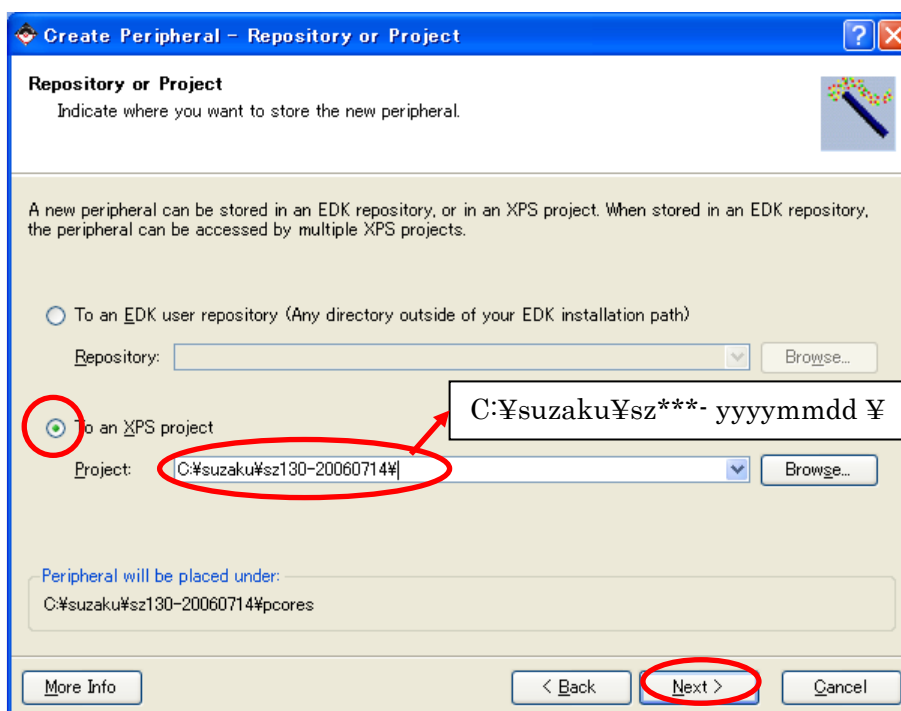 Create Peripheral - Repository or Project
Repository or Project
Indicate where you want to store the new peripheral.
A new peripheral can be stored in an EDK repository, or in an XPS project. When stored in an EDK repository,
the peripheral can be accessed by multiple XPS projects.
To an EDK user repository (Any directory outside of your EDK installation path)
Repository:
Browse...
C:¥suzaku¥sz***- yyyymmdd ¥
To an XPS project
Project:
C:¥suzaku¥sz130-20060714¥
Browse...
Peripheral will be placed under:
C:¥suzaku¥sz130-20060714¥pcores
More Info
< Back
Next >
Cancel